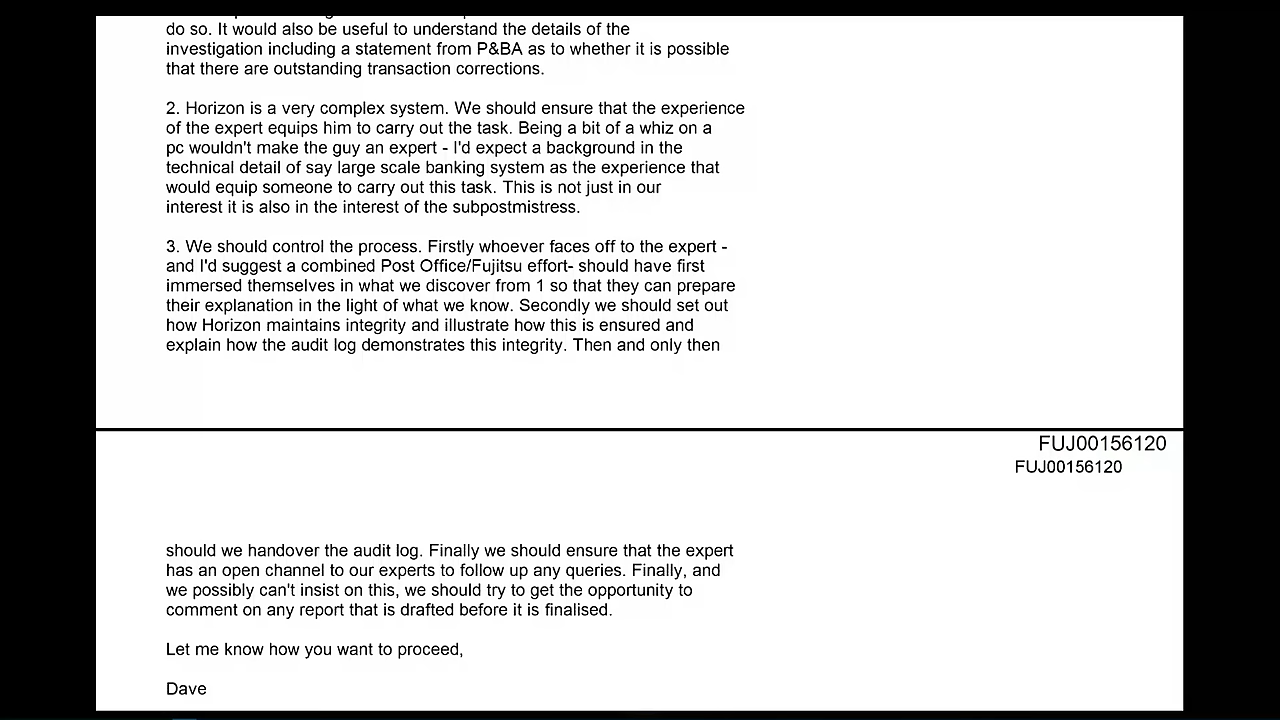 do so. It would also be useful to understand the details of the
investigation including a statement from P&BA as to whether it is possible
that there are outstanding transaction corrections.
2. Horizon is a very complex system. We should ensure that the experience
of the expert equips him to carry out the task. Being a bit of a whiz on a
pc wouldn't make the guy an expert - I'd expect a background in the
technical detail of say large scale banking system as the experience that
would equip someone to carry out this task. This is not just in our
interest it is also in the interest of the subpostmistress.
3. We should control the process. Firstly whoever faces off to the expert -
and I'd suggest a combined Post Office/Fujitsu effort- should have first
immersed themselves in what we discover from 1 so that they can prepare
their explanation in the light of what we know. Secondly we should set out
how Horizon maintains integrity and illustrate how this is ensured and
explain how the audit log demonstrates this integrity. Then and only then
FUJ00156120
FUJ00156120
should we handover the audit log. Finally we should ensure that the expert
has an open channel to our experts to follow up any queries. Finally, and
we possibly can't insist on this, we should try to get the opportunity to
comment on any report that is drafted before it is finalised.
Let me know how you want to proceed,
Dave